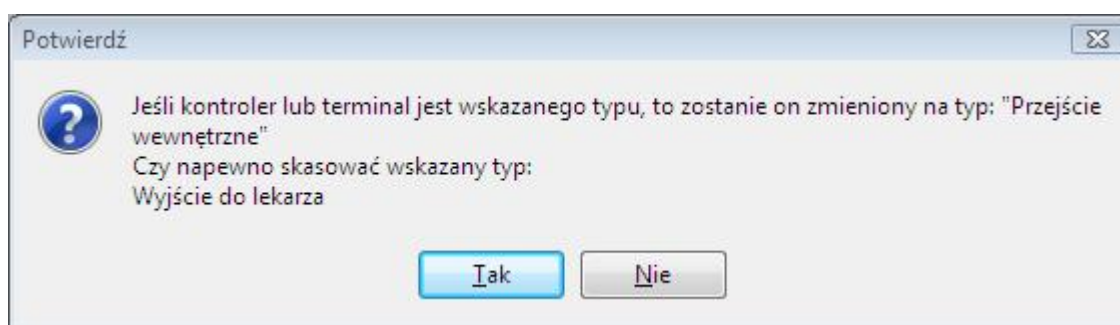 Potwierdź
Jeśli kontroler lub terminal jest wskazanego typu, to zostanie on zmieniony na typ: "Przejście
wewnętrzne"
Czy napewno skasować wskazany typ:
Wyjście do lekarza
Tak
Nie